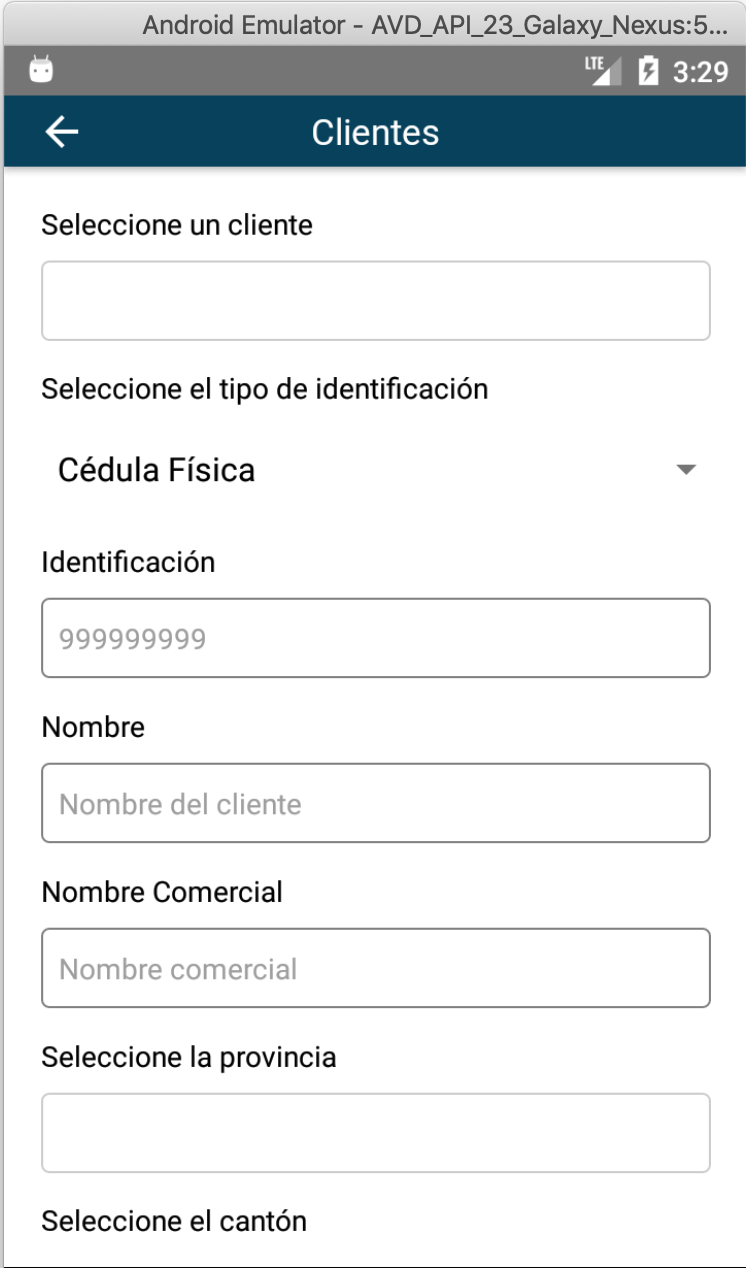 Android Emulator - AVD_API_23_Galaxy_Nexus:5...
LTE 3:29
Clientes
Seleccione un cliente
Seleccione el tipo de identificación
Cédula Física
Identificación
999999999
Nombre
Nombre del cliente
Nombre Comercial
Nombre comercial
Seleccione la provincia
Seleccione el cantón